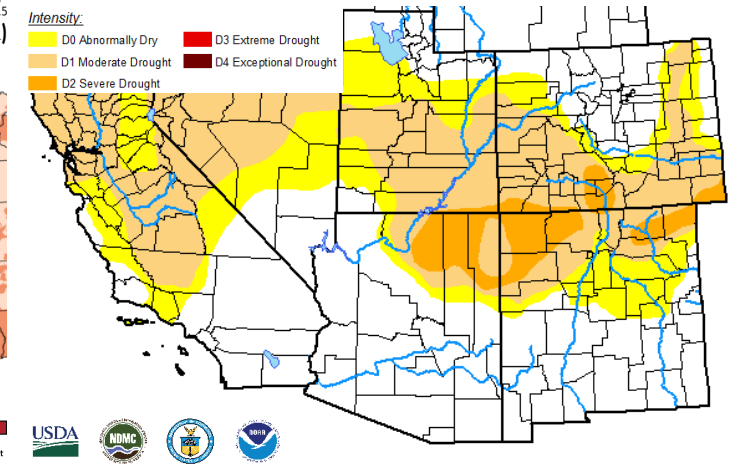 5
)
Intensity:
D0 Abnormally Dry
D3 Extreme Drought
D1 Moderate Drought
D4 Exceptional Drought
D2 Severe Drought
USDA
NDMC
NOAA
t